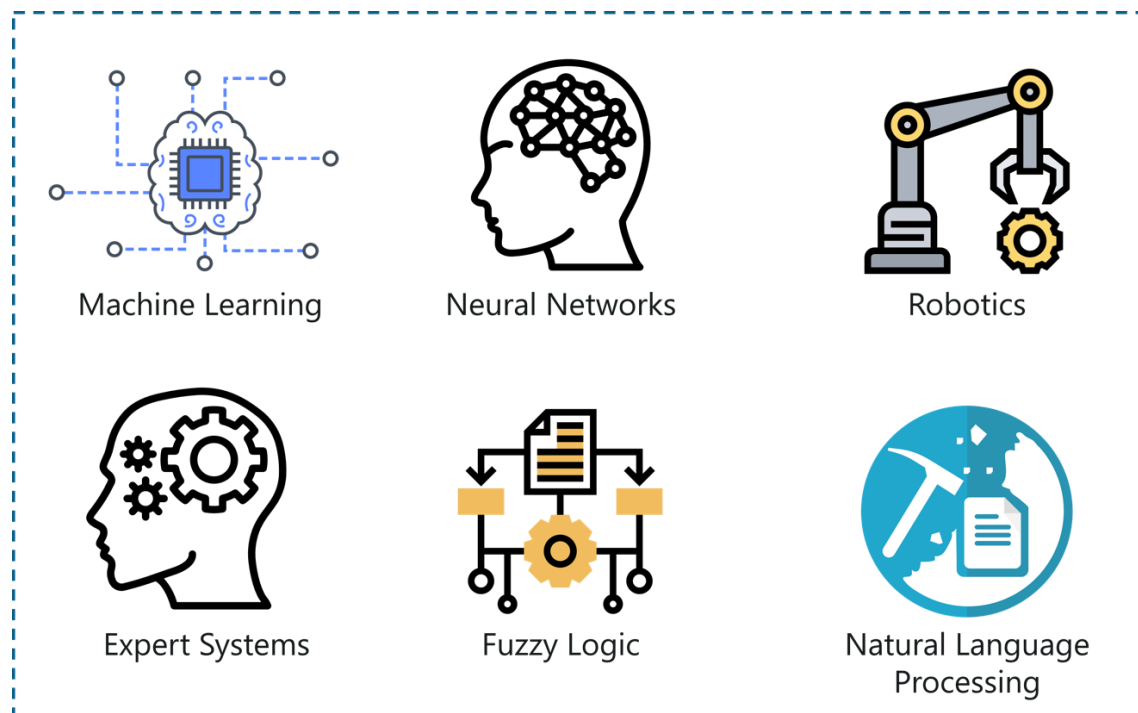 Machine Learning
Neural Networks
Robotics
Expert Systems
Fuzzy Logic
Natural Language
Processing